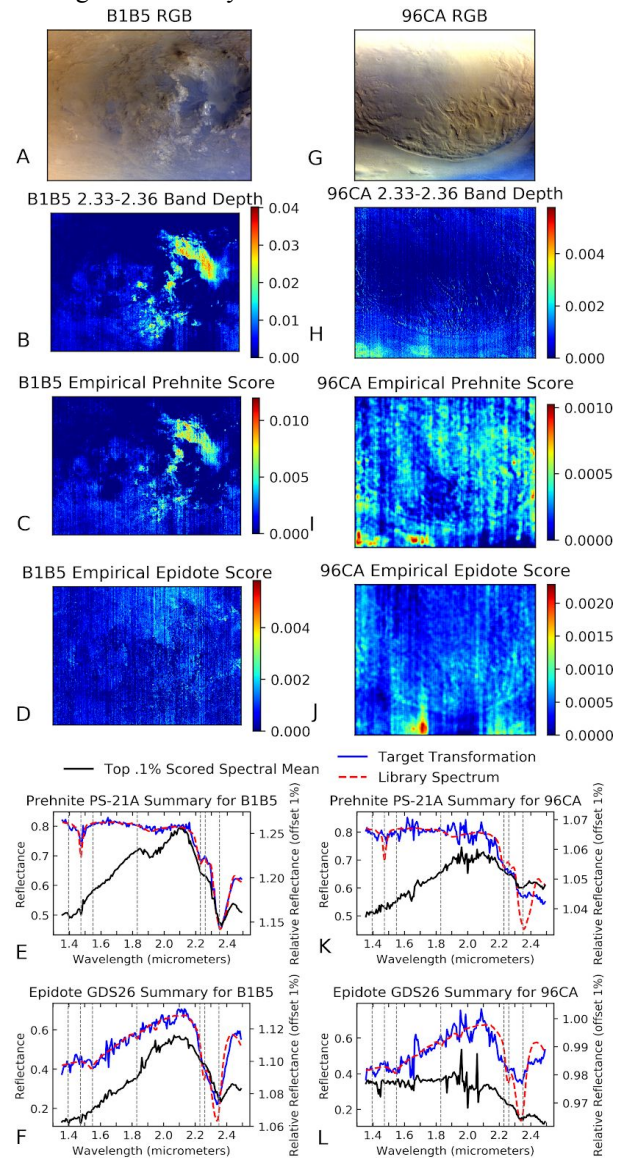 B1B5 RGB
96CA RGB
A
G
B1B5 2.33-2.36 Band Depth
96CA 2.33-2.36 Band Depth
0.04
0.03
0.02
0.01
0.00
0.004
0.002
0.000
B
H
B1B5 Empirical Prehnite Score
96CA Empirical Prehnite Score
0.010
0.005
0.000
0.0010
0.0005
0.0000
C
I
B1B5 Empirical Epidote Score
96CA Empirical Epidote Score
0.004
0.002
0.000
0.0020
0.0015
0.0010
0.0005
0.0000
D
J
Top .1% Scored Spectral Mean
Target Transformation
Library Spectrum
Prehnite PS-21A Summary for B1B5
Prehnite PS-21A Summary for 96CA
Reflectance
0.8
0.7
0.6
0.5
1.25
1.20
1.15
Relative Reflectance (offset 1%)
1.4 1.6 1.8 2.0 2.2 2.4
Wavelength (micrometers)
E
Reflectance
0.8
0.7
0.6
0.5
1.07
1.06
1.05
1.04
Relative Reflectance (offset 1%)
1.4 1.6 1.8 2.0 2.2 2.4
Wavelength (micrometers)
K
Epidote GDS26 Summary for B1B5
Epidote GDS26 Summary for 96CA
Reflectance
0.6
0.4
0.2
1.12
1.10
1.08
1.06
Relative Reflectance (offset 1%)
1.4 1.6 1.8 2.0 2.2 2.4
Wavelength (micrometers)
F
Reflectance
0.6
0.4
0.2
1.00
0.99
0.98
0.97
Relative Reflectance (offset 1%)
1.4 1.6 1.8 2.0 2.2 2.4
Wavelength (micrometers)
L